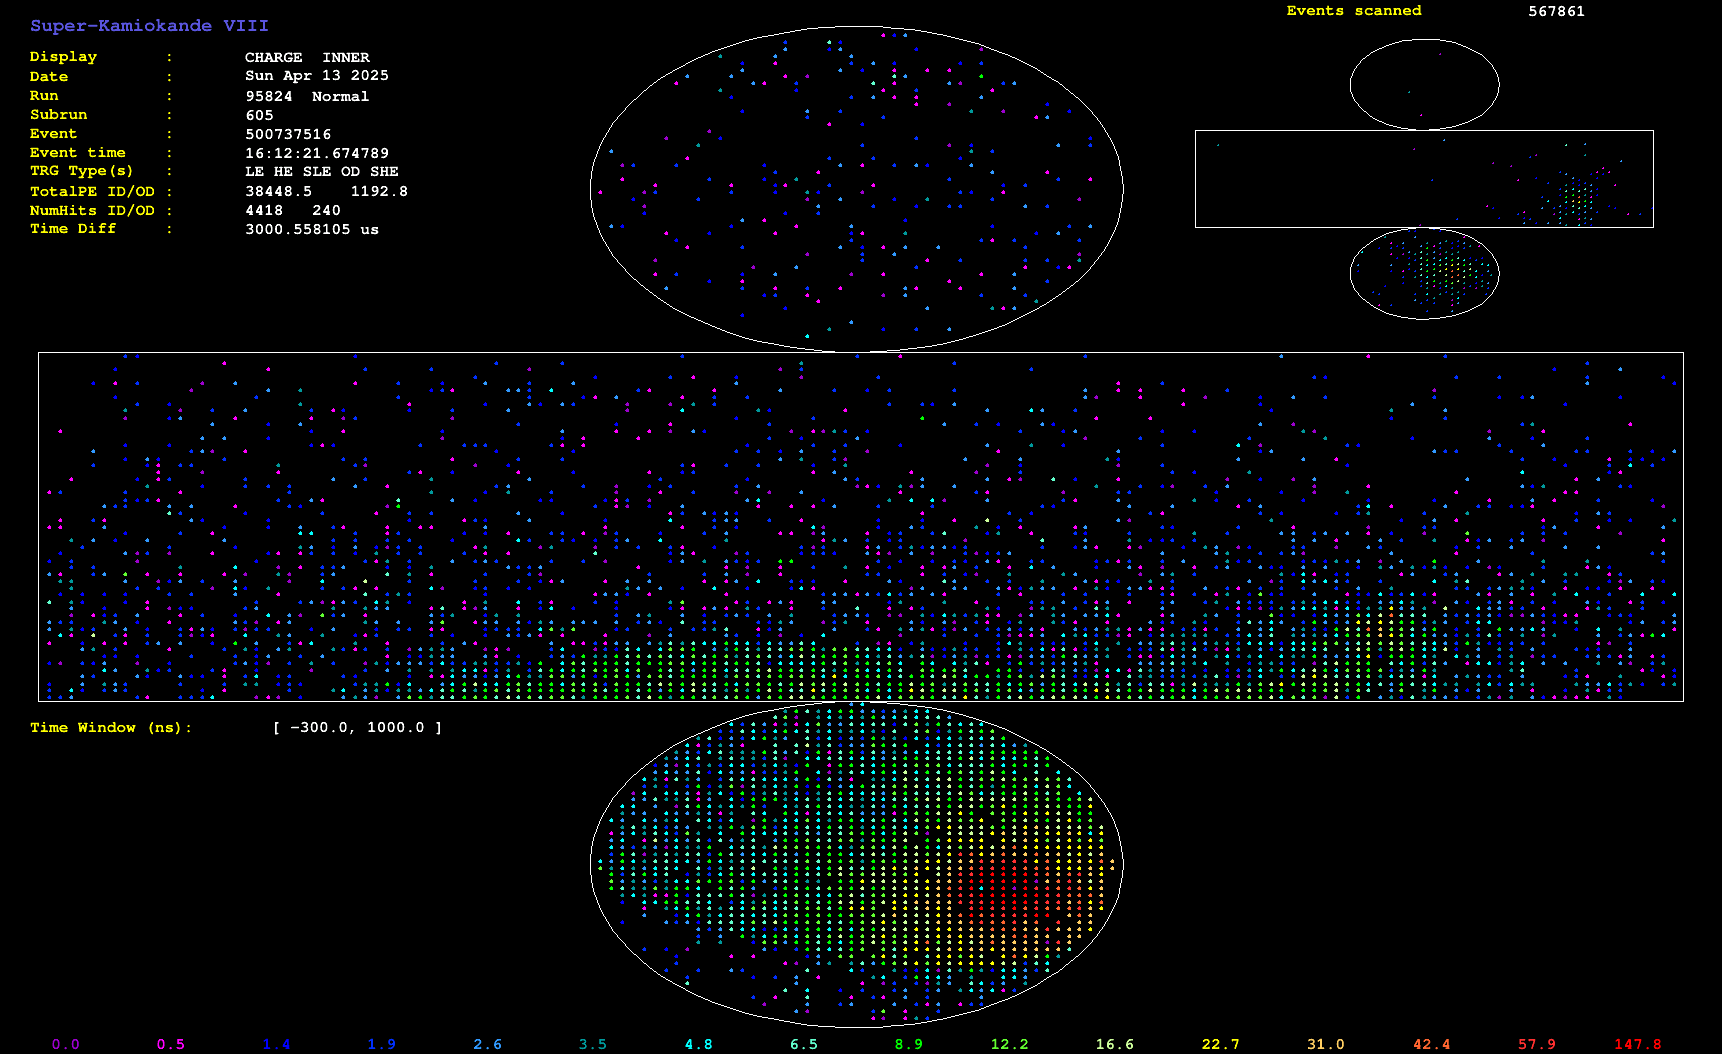 Super-Kamiokande VIII
Display : CHARGE INNER
Date : Sun Apr 13 2025
Run : 95824 Normal
Subrun : 605
Event : 500737516
Event time : 16:12:21.674789
TRG Type(s) : LE HE SLE OD SHE
TotalPE ID/OD : 38448.5 1192.8
NumHits ID/OD : 4418 240
Time Diff : 3000.558105 us
Events scanned 567861
Time Window (ns): [ -300.0, 1000.0 ]
0.0 0.5 1.4 1.9 2.6 3.5 4.8 6.5 8.9 12.2 16.6 22.7 31.0 42.4 57.9 147.8